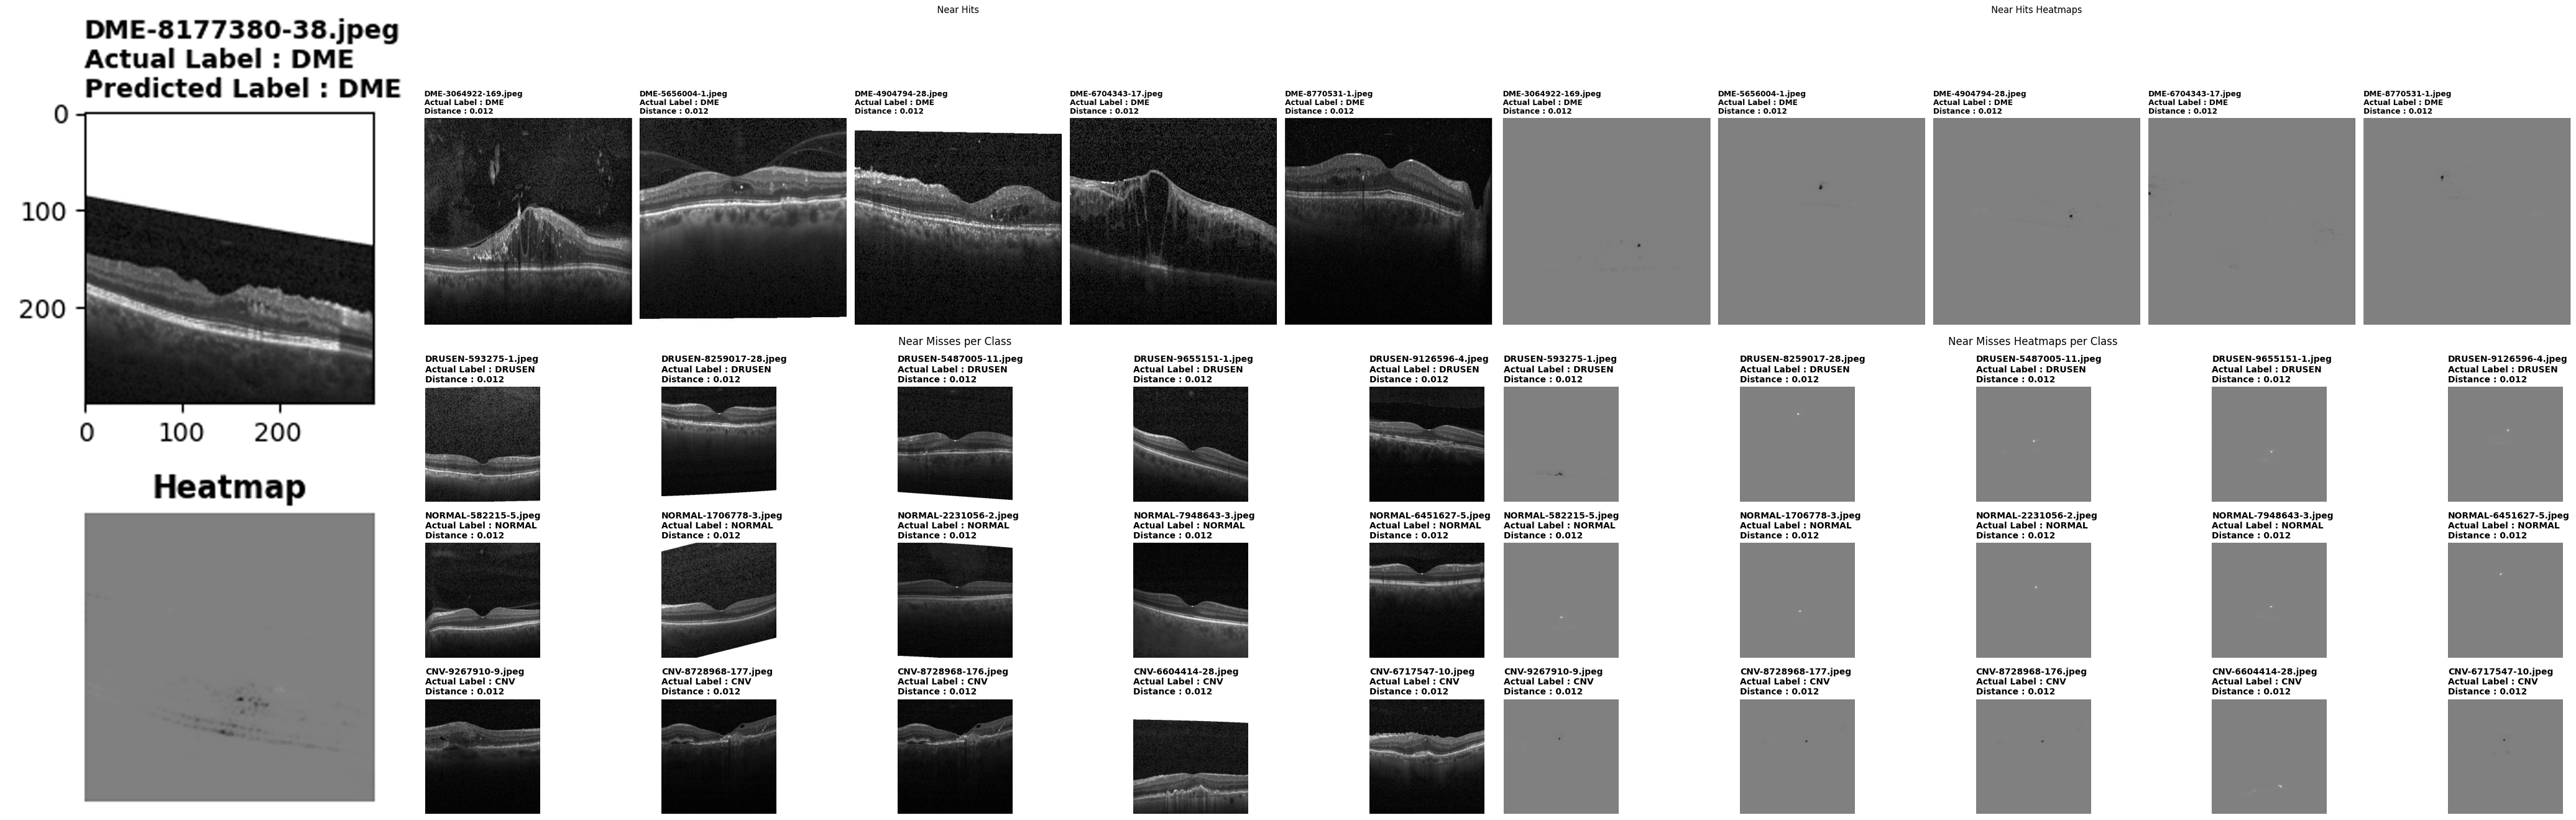 DME-8177380-38.jpeg
Actual Label : DME
Predicted Label : DME
0
100
200
0
100
200
Heatmap
Near Hits
DME-3064922-169.jpeg
Actual Label : DME
Distance : 0.012
DME-5656004-1.jpeg
Actual Label : DME
Distance : 0.012
DME-4904794-28.jpeg
Actual Label : DME
Distance : 0.012
DME-6704343-17.jpeg
Actual Label : DME
Distance : 0.012
DME-8770531-1.jpeg
Actual Label : DME
Distance : 0.012
Near Hits Heatmaps
DME-3064922-169.jpeg
Actual Label : DME
Distance : 0.012
DME-5656004-1.jpeg
Actual Label : DME
Distance : 0.012
DME-4904794-28.jpeg
Actual Label : DME
Distance : 0.012
DME-6704343-17.jpeg
Actual Label : DME
Distance : 0.012
DME-8770531-1.jpeg
Actual Label : DME
Distance : 0.012
Near Misses per Class
DRUSEN-593275-1.jpeg
Actual Label : DRUSEN
Distance : 0.012
DRUSEN-8259017-28.jpeg
Actual Label : DRUSEN
Distance : 0.012
DRUSEN-5487005-11.jpeg
Actual Label : DRUSEN
Distance : 0.012
DRUSEN-9655151-1.jpeg
Actual Label : DRUSEN
Distance : 0.012
DRUSEN-9126596-4.jpeg
Actual Label : DRUSEN
Distance : 0.012
NORMAL-582215-5.jpeg
Actual Label : NORMAL
Distance : 0.012
NORMAL-1706778-3.jpeg
Actual Label : NORMAL
Distance : 0.012
NORMAL-2231056-2.jpeg
Actual Label : NORMAL
Distance : 0.012
NORMAL-7948643-3.jpeg
Actual Label : NORMAL
Distance : 0.012
NORMAL-6451627-5.jpeg
Actual Label : NORMAL
Distance : 0.012
CNV-9267910-9.jpeg
Actual Label : CNV
Distance : 0.012
CNV-8728968-177.jpeg
Actual Label : CNV
Distance : 0.012
CNV-8728968-176.jpeg
Actual Label : CNV
Distance : 0.012
CNV-6604414-28.jpeg
Actual Label : CNV
Distance : 0.012
CNV-6717547-10.jpeg
Actual Label : CNV
Distance : 0.012
Near Misses Heatmaps per Class
DRUSEN-593275-1.jpeg
Actual Label : DRUSEN
Distance : 0.012
DRUSEN-8259017-28.jpeg
Actual Label : DRUSEN
Distance : 0.012
DRUSEN-5487005-11.jpeg
Actual Label : DRUSEN
Distance : 0.012
DRUSEN-9655151-1.jpeg
Actual Label : DRUSEN
Distance : 0.012
DRUSEN-9126596-4.jpeg
Actual Label : DRUSEN
Distance : 0.012
NORMAL-582215-5.jpeg
Actual Label : NORMAL
Distance : 0.012
NORMAL-1706778-3.jpeg
Actual Label : NORMAL
Distance : 0.012
NORMAL-2231056-2.jpeg
Actual Label : NORMAL
Distance : 0.012
NORMAL-7948643-3.jpeg
Actual Label : NORMAL
Distance : 0.012
NORMAL-6451627-5.jpeg
Actual Label : NORMAL
Distance : 0.012
CNV-9267910-9.jpeg
Actual Label : CNV
Distance : 0.012
CNV-8728968-177.jpeg
Actual Label : CNV
Distance : 0.012
CNV-8728968-176.jpeg
Actual Label : CNV
Distance : 0.012
CNV-6604414-28.jpeg
Actual Label : CNV
Distance : 0.012
CNV-6717547-10.jpeg
Actual Label : CNV
Distance : 0.012